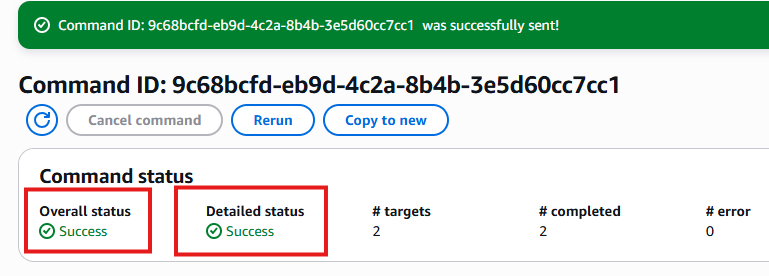 Command ID: 9c68bcfd-eb9d-4c2a-8b4b-3e5d60cc7cc1 was successfully sent!
Command ID: 9c68bcfd-eb9d-4c2a-8b4b-3e5d60cc7cc1
Cancel command Rerun Copy to new
Command status
Overall status Detailed status # targets # completed # error
Success Success 2 2 0